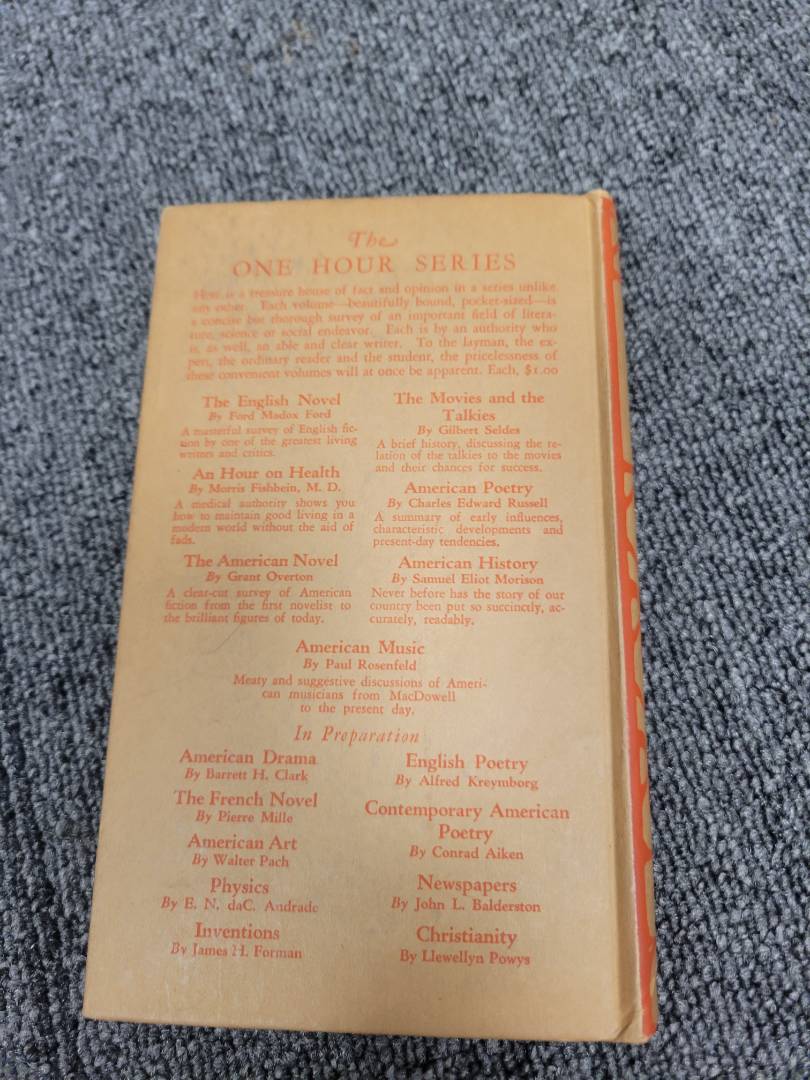 The
ONE HOUR SERIES
Here is a treasure house of fact and opinion in a series unlike
any other. Each volume—beautifully bound, pocket-sized—is
a concise but thorough survey of an important field of litera-
ture, science or social endeavor. Each is by an authority who
is, as well, an able and clear writer. To the layman, the ex-
pert, the ordinary reader and the student, the pricelessness of
these convenient volumes will at once be apparent. Each, $1.00
The English Novel
By Ford Madox Ford
A masterful survey of English fic-
tion by one of the greatest living
writers and critics.
An Hour on Health
By Morris Fishbein, M. D.
A medical authority shows you
how to maintain good living in a
modern world without the aid of
fads.
The American Novel
By Grant Overton
A clear-cut survey of American
fiction from the first novelist to
the brilliant figures of today.
The Movies and the
Talkies
By Gilbert Seldes
A brief history, discussing the re-
lation of the talkies to the movies
and their chances for success.
American Poetry
By Charles Edward Russell
A summary of early influences,
characteristic developments and
present-day tendencies.
American History
By Samuel Eliot Morison
Never before has the story of our
country been put so succinctly, ac-
curately, readably.
American Music
By Paul Rosenfeld
Meaty and suggestive discussions of Ameri-
can musicians from MacDowell
to the present day.
In Preparation
American Drama
By Barrett H. Clark
The French Novel
By Pierre Mille
American Art
By Walter Pach
Physics
By E. N. daC. Andrade
Inventions
By James H. Forman
English Poetry
By Alfred Kreymborg
Contemporary American
Poetry
By Conrad Aiken
Newspapers
By John L. Balderston
Christianity
By Llewellyn Powys